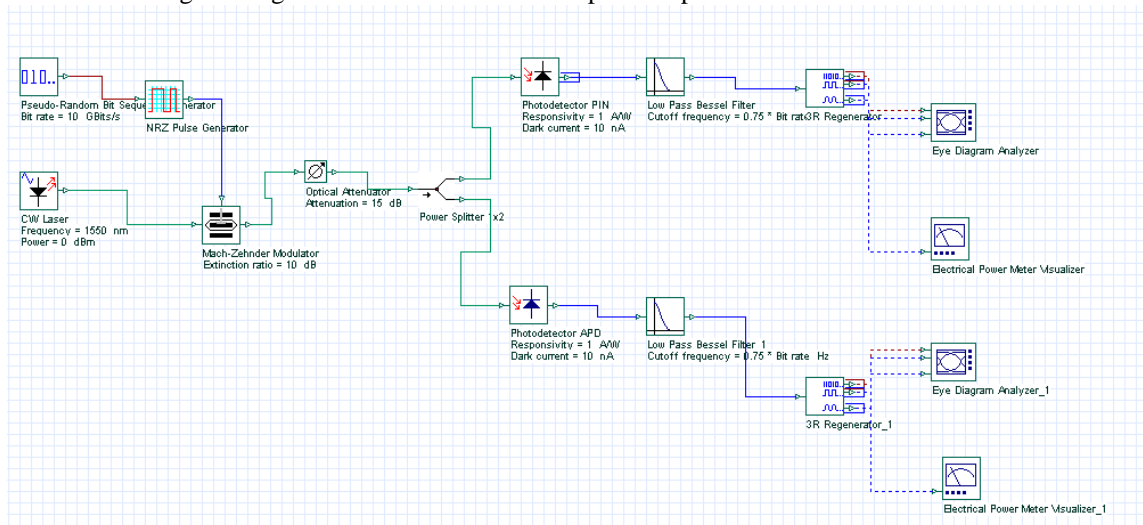 010..
Pseudo-Random Bit Sequence Generator
Bit rate = 10 GBits/s
NRZ Pulse Generator
CW Laser
Frequency = 1550 nm
Power = 0 dBm
Mach-Zehnder Modulator
Extinction ratio = 10 dB
Optical Attenuator
Attenuation = 15 dB
Power Splitter 1x2
Photodetector PIN
Responsivity = 1 A/W
Dark current = 10 nA
Low Pass Bessel Filter
Cutoff frequency = 0.75 * Bit rate
3R Regenerator
Eye Diagram Analyzer
Electrical Power Meter Visualizer
Photodetector APD
Responsivity = 1 A/W
Dark current = 10 nA
Low Pass Bessel Filter 1
Cutoff frequency = 0.75 * Bit rate Hz
3R Regenerator_1
Eye Diagram Analyzer_1
Electrical Power Meter Visualizer_1